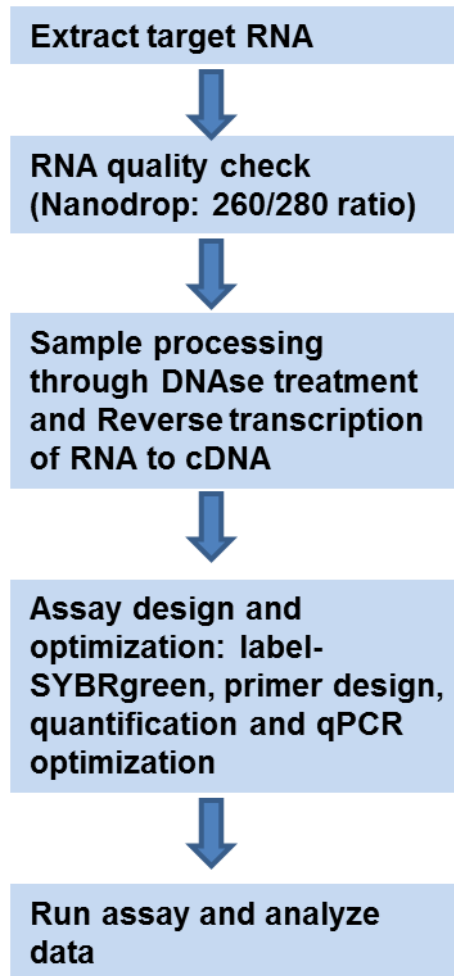 Extract target RNA
RNA quality check
(Nanodrop: 260/280 ratio)
Sample processing
through DNAse treatment
and Reverse transcription
of RNA to cDNA
Assay design and
optimization: label-
SYBRgreen, primer design,
quantification and qPCR
optimization
Run assay and analyze
data